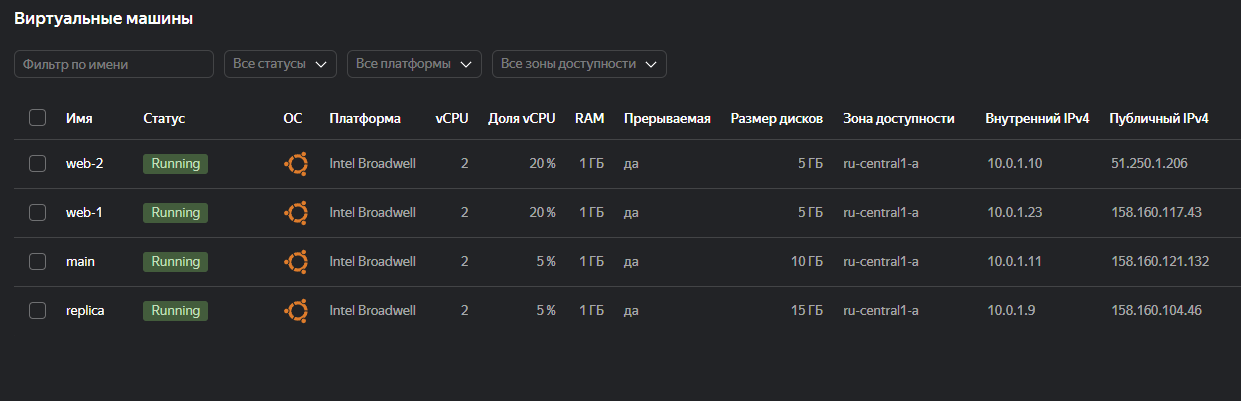 Виртуальные машины
Фильтр по имени Все статусы Все платформы Все зоны доступности
Имя Статус ОС Платформа vCPU Доля vCPU RAM Прерываемая Размер дисков Зона доступности Внутренний IPv4 Публичный IPv4
web-2 Running Intel Broadwell 2 20 % 1 ГБ да 5 ГБ ru-central1-a 10.0.1.10 51.250.1.206
web-1 Running Intel Broadwell 2 20 % 1 ГБ да 5 ГБ ru-central1-a 10.0.1.23 158.160.117.43
main Running Intel Broadwell 2 5 % 1 ГБ да 10 ГБ ru-central1-a 10.0.1.11 158.160.121.132
replica Running Intel Broadwell 2 5 % 1 ГБ да 15 ГБ ru-central1-a 10.0.1.9 158.160.104.46